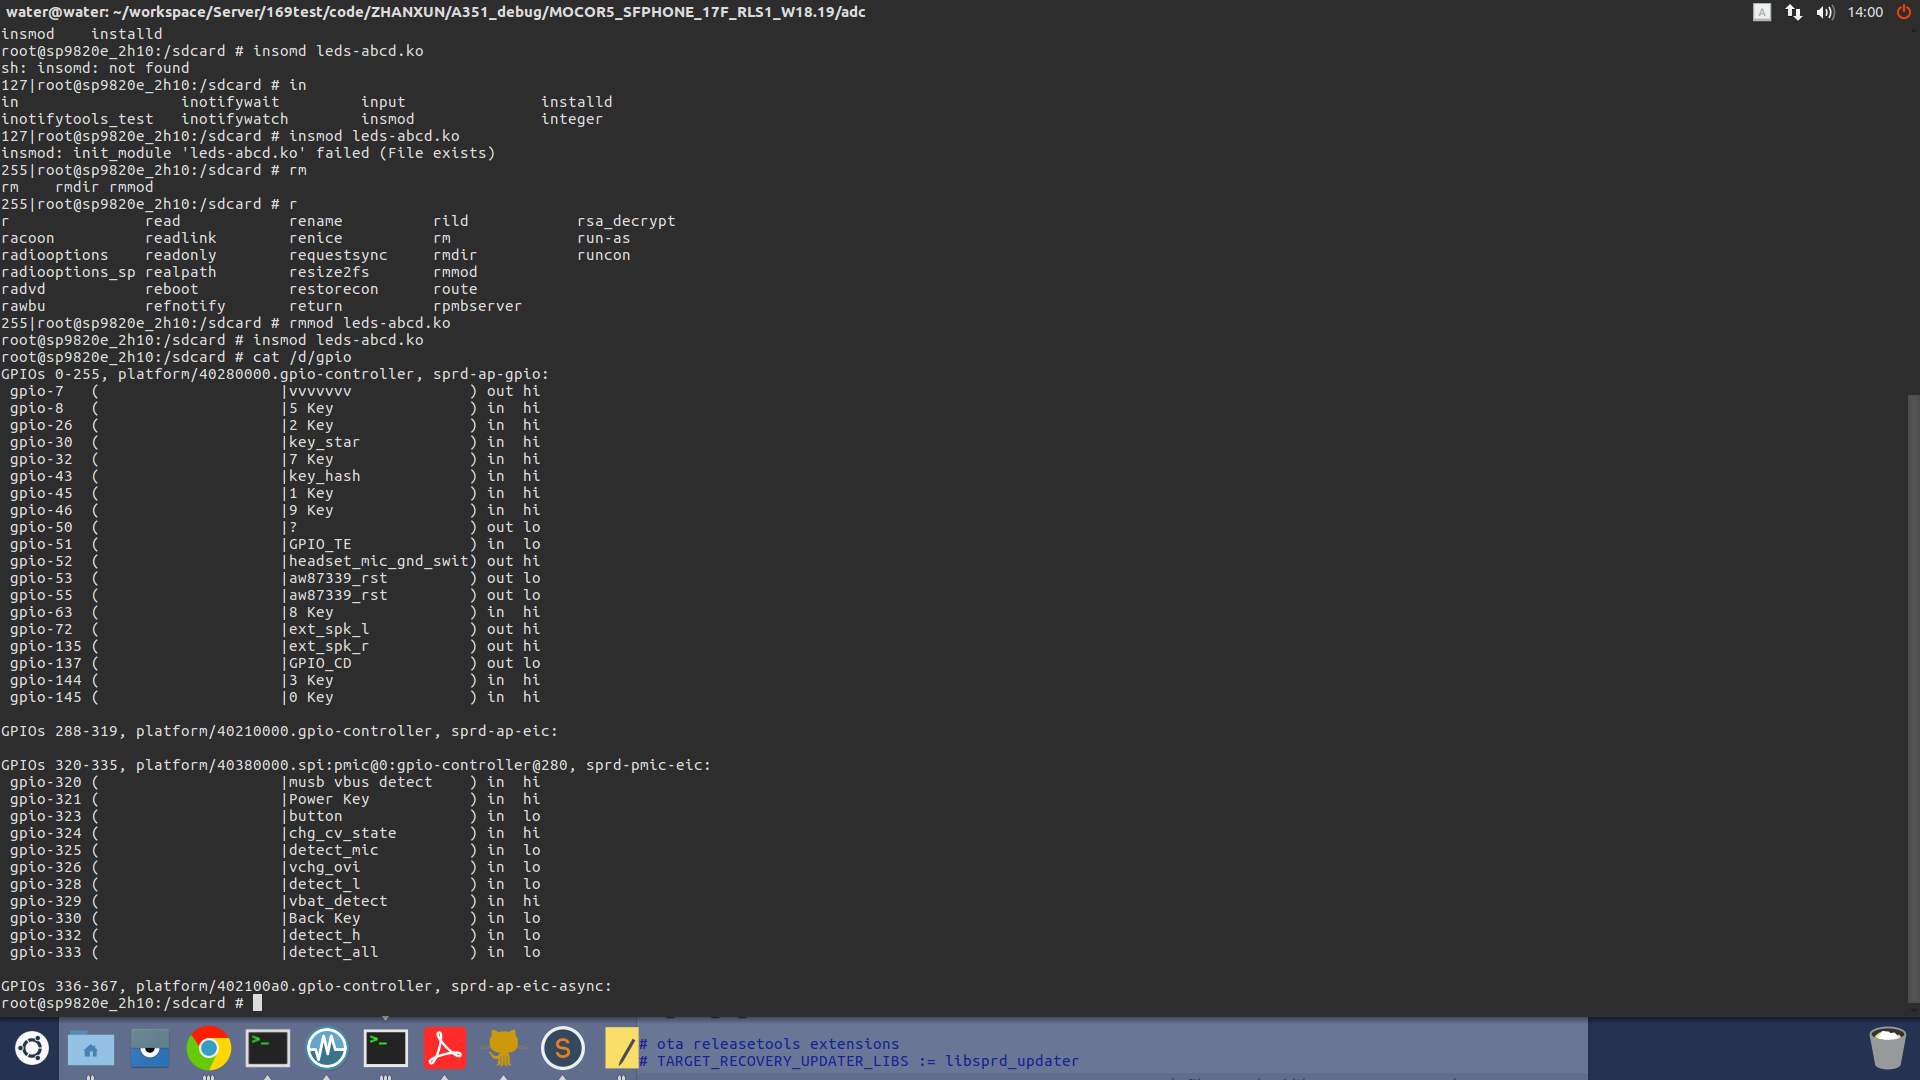 water@water: ~/workspace/Server/169test/code/ZHANXUN/A351_debug/MOCOR5_SFPHONE_17F_RLS1_W18.19/adc
A
14:00
insmod    installd
root@sp9820e_2h10:/sdcard # insomd leds-abcd.ko
sh: insomd: not found
127|root@sp9820e_2h10:/sdcard # in
in                  inotifywait         input               installd
inotifytools_test   inotifywatch        insmod              integer
127|root@sp9820e_2h10:/sdcard # insmod leds-abcd.ko
insmod: init_module 'leds-abcd.ko' failed (File exists)
255|root@sp9820e_2h10:/sdcard # rm
rm    rmdir rmmod
255|root@sp9820e_2h10:/sdcard # r
r               read            rename          rild            rsa_decrypt
racoon          readlink        renice          rm              run-as
radiooptions    readonly        requestsync     rmdir           runcon
radiooptions_sp realpath        resize2fs       rmmod
radvd           reboot          restorecon      route
rawbu           refnotify       return          rpmbserver
255|root@sp9820e_2h10:/sdcard # rmmod leds-abcd.ko
root@sp9820e_2h10:/sdcard # insmod leds-abcd.ko
root@sp9820e_2h10:/sdcard # cat /d/gpio
GPIOs 0-255, platform/40280000.gpio-controller, sprd-ap-gpio:
 gpio-7   (                    |vvvvvvv             ) out hi
 gpio-8   (                    |5 Key               ) in  hi
 gpio-26  (                    |2 Key               ) in  hi
 gpio-30  (                    |key_star            ) in  hi
 gpio-32  (                    |7 Key               ) in  hi
 gpio-43  (                    |key_hash            ) in  hi
 gpio-45  (                    |1 Key               ) in  hi
 gpio-46  (                    |9 Key               ) in  hi
 gpio-50  (                    |?                   ) out lo
 gpio-51  (                    |GPIO_TE             ) in  lo
 gpio-52  (                    |headset_mic_gnd_swit) out hi
 gpio-53  (                    |aw87339_rst         ) out lo
 gpio-55  (                    |aw87339_rst         ) out lo
 gpio-63  (                    |8 Key               ) in  hi
 gpio-72  (                    |ext_spk_l           ) out hi
 gpio-135 (                    |ext_spk_r           ) out hi
 gpio-137 (                    |GPIO_CD             ) out lo
 gpio-144 (                    |3 Key               ) in  hi
 gpio-145 (                    |0 Key               ) in  hi
GPIOs 288-319, platform/40210000.gpio-controller, sprd-ap-eic:
GPIOs 320-335, platform/40380000.spi:pmic@0:gpio-controller@280, sprd-pmic-eic:
 gpio-320 (                    |musb vbus detect    ) in  hi
 gpio-321 (                    |Power Key           ) in  hi
 gpio-323 (                    |button              ) in  lo
 gpio-324 (                    |chg_cv_state        ) in  hi
 gpio-325 (                    |detect_mic          ) in  lo
 gpio-326 (                    |vchg_ovi            ) in  lo
 gpio-328 (                    |detect_l            ) in  lo
 gpio-329 (                    |vbat_detect         ) in  hi
 gpio-330 (                    |Back Key            ) in  lo
 gpio-332 (                    |detect_h            ) in  lo
 gpio-333 (                    |detect_all          ) in  lo
GPIOs 336-367, platform/402100a0.gpio-controller, sprd-ap-eic-async:
root@sp9820e_2h10:/sdcard #
# ota releasetools extensions
# TARGET_RECOVERY_UPDATER_LIBS := libsprd_updater
>_
>_
S